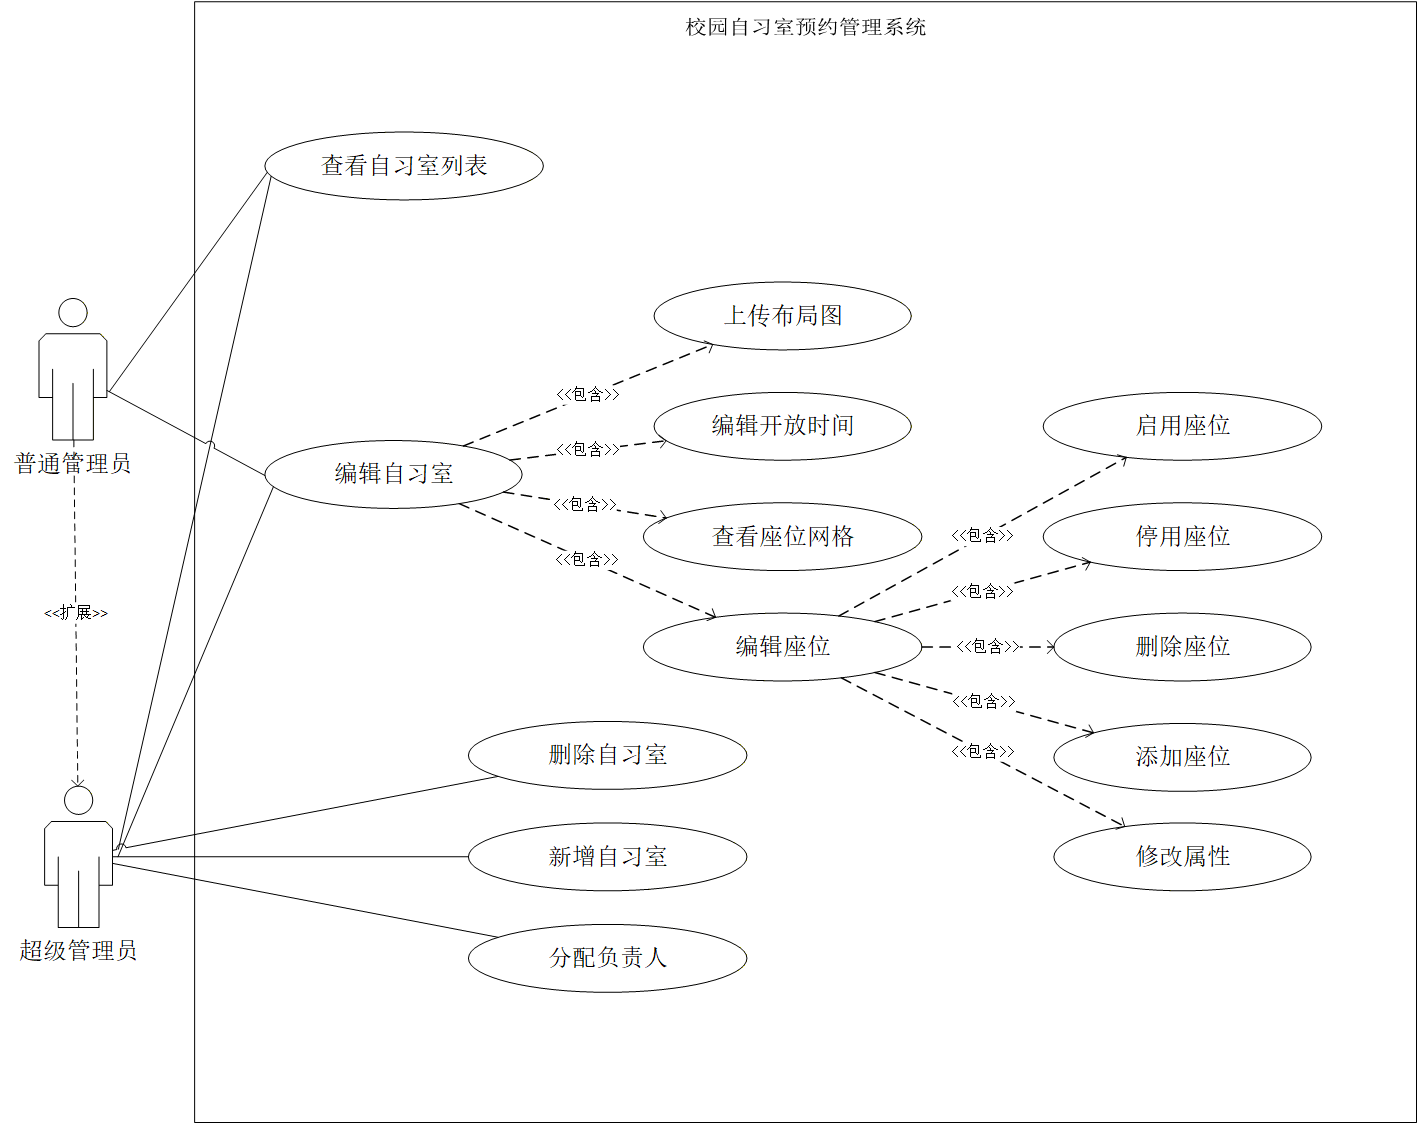 校园自习室预约管理系统
查看自习室列表
上传布局图
<<包含>>
编辑开放时间
启用座位
<<包含>>
普通管理员
编辑自习室
<<包含>>
查看座位网格
<<包含>>
停用座位
<<包含>>
<<包含>>
<<扩展>>
编辑座位
<<包含>>
删除座位
<<包含>>
删除自习室
<<包含>>
添加座位
新增自习室
修改属性
超级管理员
分配负责人